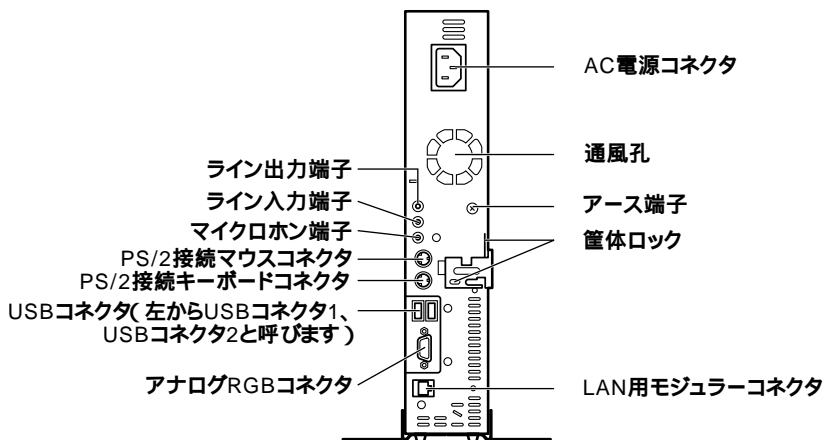 AC電源コネクタ
通風孔
ライン出力端子
ライン入力端子
アース端子
マイクロホン端子
筐体ロック
PS/2接続マウスコネクタ
PS/2接続キーボードコネクタ
USBコネクタ(左からUSBコネクタ1、
USBコネクタ2と呼びます)
アナログRGBコネクタ
LAN用モジュラーコネクタ